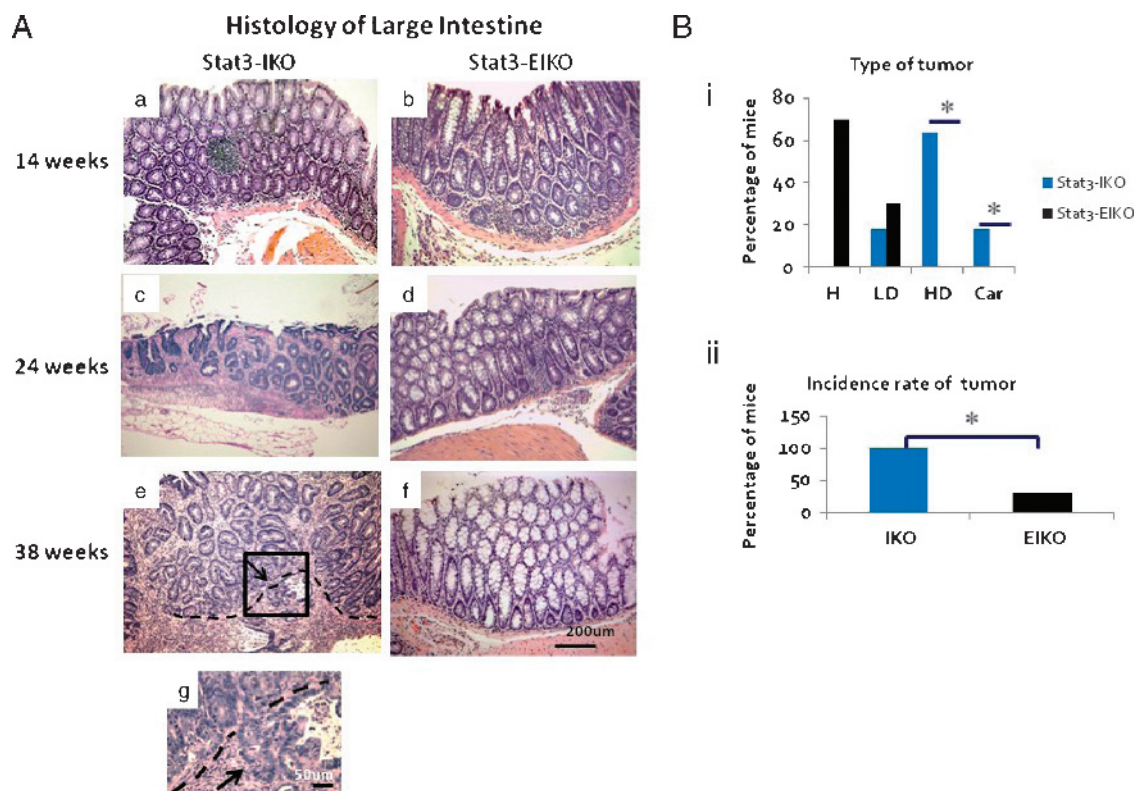 A
Histology of Large Intestine
Stat3-IKO
Stat3-EIKO
14 weeks
a
b
24 weeks
c
d
38 weeks
e
f
200um
g
50um
B
i
Type of tumor
Percentage of mice
80
60
40
20
0
*
*
H
LD
HD
Car
Stat3-IKO
Stat3-EIKO
ii
Incidence rate of tumor
Percentage of mice
150
100
50
0
*
IKO
EIKO